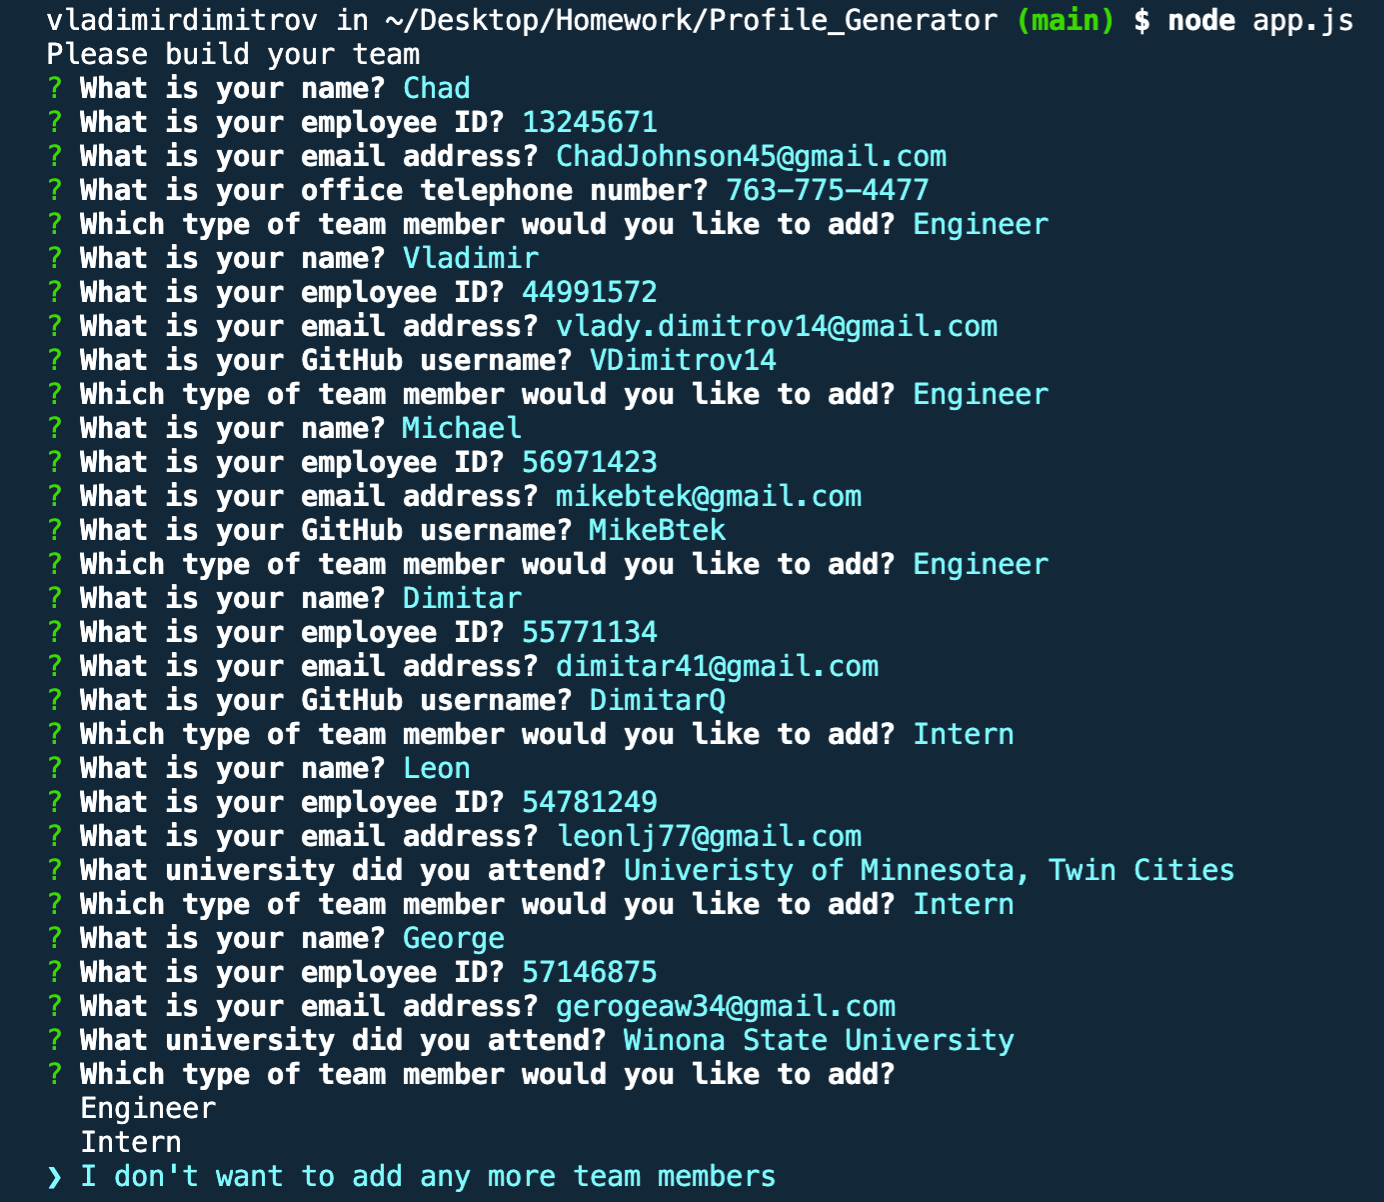 vladimirdimitrov in ~/Desktop/Homework/Profile_Generator (main) $ node app.js
Please build your team
? What is your name? Chad
? What is your employee ID? 13245671
? What is your email address? ChadJohnson45@gmail.com
? What is your office telephone number? 763-775-4477
? Which type of team member would you like to add? Engineer
? What is your name? Vladimir
? What is your employee ID? 44991572
? What is your email address? vlady.dimitrov14@gmail.com
? What is your GitHub username? VDimitrov14
? Which type of team member would you like to add? Engineer
? What is your name? Michael
? What is your employee ID? 56971423
? What is your email address? mikebtek@gmail.com
? What is your GitHub username? MikeBtek
? Which type of team member would you like to add? Engineer
? What is your name? Dimitar
? What is your employee ID? 55771134
? What is your email address? dimitar41@gmail.com
? What is your GitHub username? DimitarQ
? Which type of team member would you like to add? Intern
? What is your name? Leon
? What is your employee ID? 54781249
? What is your email address? leonlj77@gmail.com
? What university did you attend? Univeristy of Minnesota, Twin Cities
? Which type of team member would you like to add? Intern
? What is your name? George
? What is your employee ID? 57146875
? What is your email address? gerogeaw34@gmail.com
? What university did you attend? Winona State University
? Which type of team member would you like to add?
Engineer
Intern
❯ I don't want to add any more team members